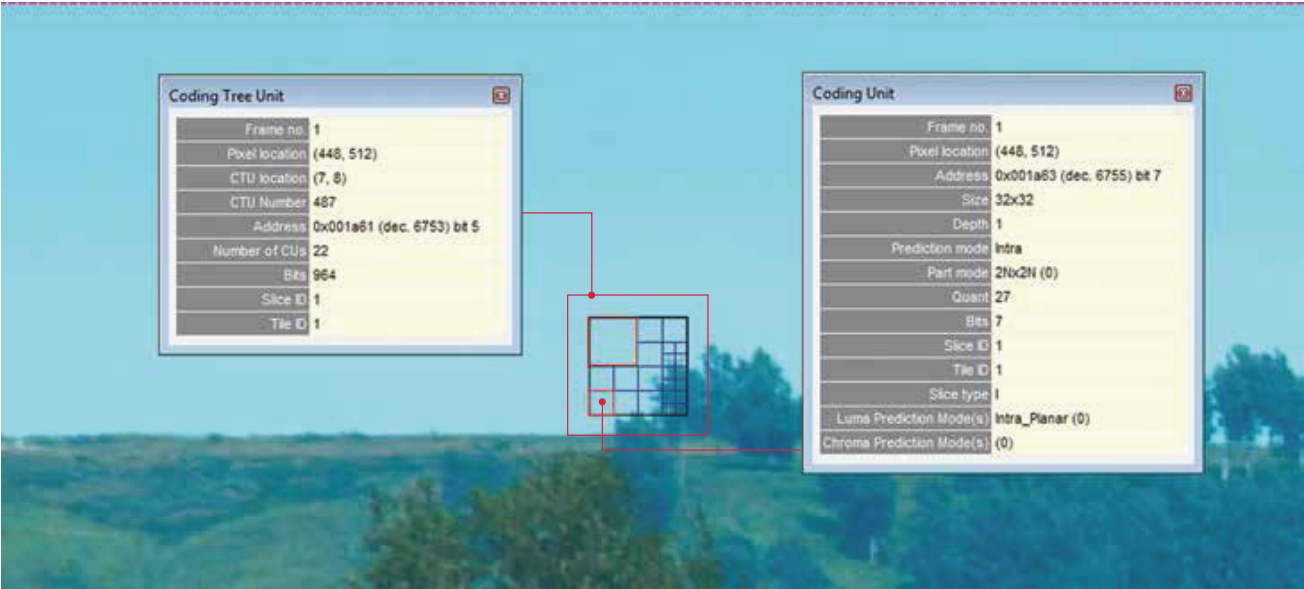 Coding Tree Unit
Frame no. 1
Pixel location (448, 512)
CTU location (7, 8)
CTU Number 487
Address 0x001a61 (dec. 6753) bit 5
Number of CUs 22
Bits 964
Slice ID 1
Tile ID 1
Coding Unit
Frame no. 1
Pixel location (448, 512)
Address 0x001a63 (dec. 6755) bit 7
Size 32x32
Depth 1
Prediction mode Intra
Part mode 2Nx2N (0)
Quant 27
Bits 7
Slice ID 1
Tile ID 1
Slice type I
Luma Prediction Mode(s) Intra_Planar (0)
Chroma Prediction Mode(s) (0)